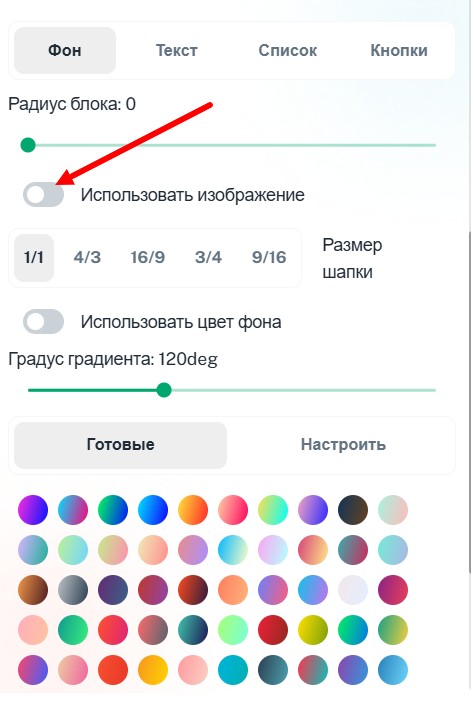 Фон Текст Список Кнопки
Радиус блока: 0
Использовать изображение
1/1 4/3 16/9 3/4 9/16 Размер
шапки
Использовать цвет фона
Градус градиента: 120deg
Готовые Настроить